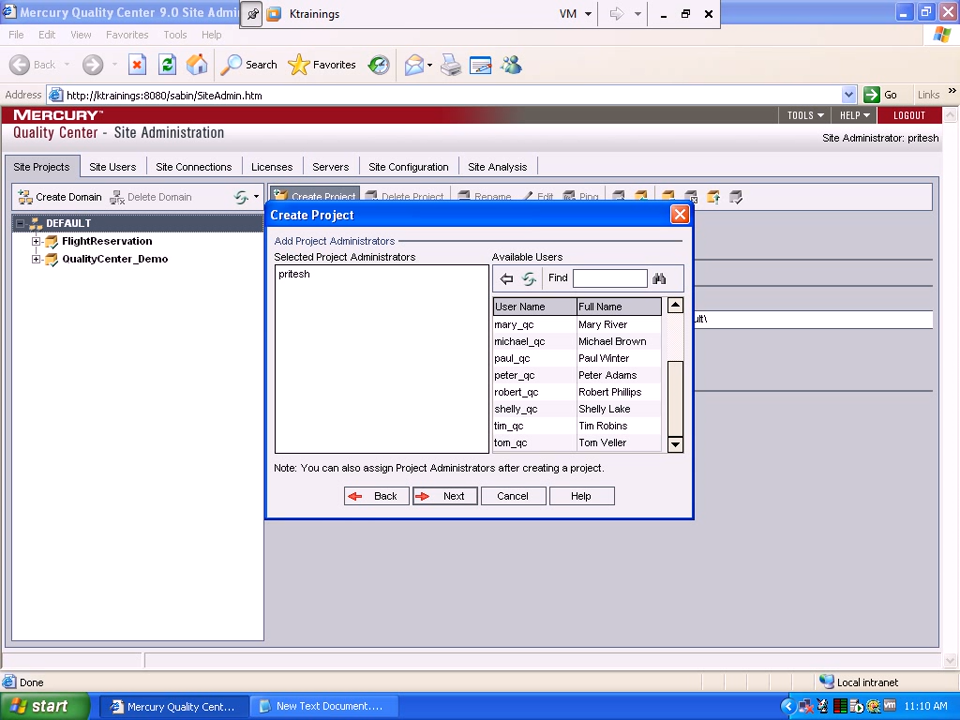 Mercury Quality Center 9.0 Site Admi
Ktrainings
VM
File Edit View Favorites Tools Help
Back Search Favorites
Address http://ktrainings:8080/sabin/SiteAdmin.htm Go Links
MERCURY™ TOOLS HELP LOGOUT
Quality Center - Site Administration
Site Administrator: pritesh
Site Projects Site Users Site Connections Licenses Servers Site Configuration Site Analysis
Create Domain Delete Domain Create Project Delete Project Rename Edit Ping
DEFAULT
FlightReservation
QualityCenter_Demo
Create Project
Add Project Administrators
Selected Project Administrators
pritesh
Available Users
Find
User Name Full Name
mary_qc Mary River
michael_qc Michael Brown
paul_qc Paul Winter
peter_qc Peter Adams
robert_qc Robert Phillips
shelly_qc Shelly Lake
tim_qc Tim Robins
tom_qc Tom Veller
ult\
Note: You can also assign Project Administrators after creating a project.
Back Next Cancel Help
Done Local intranet
start Mercury Quality Cent... New Text Document.... 11:10 AM